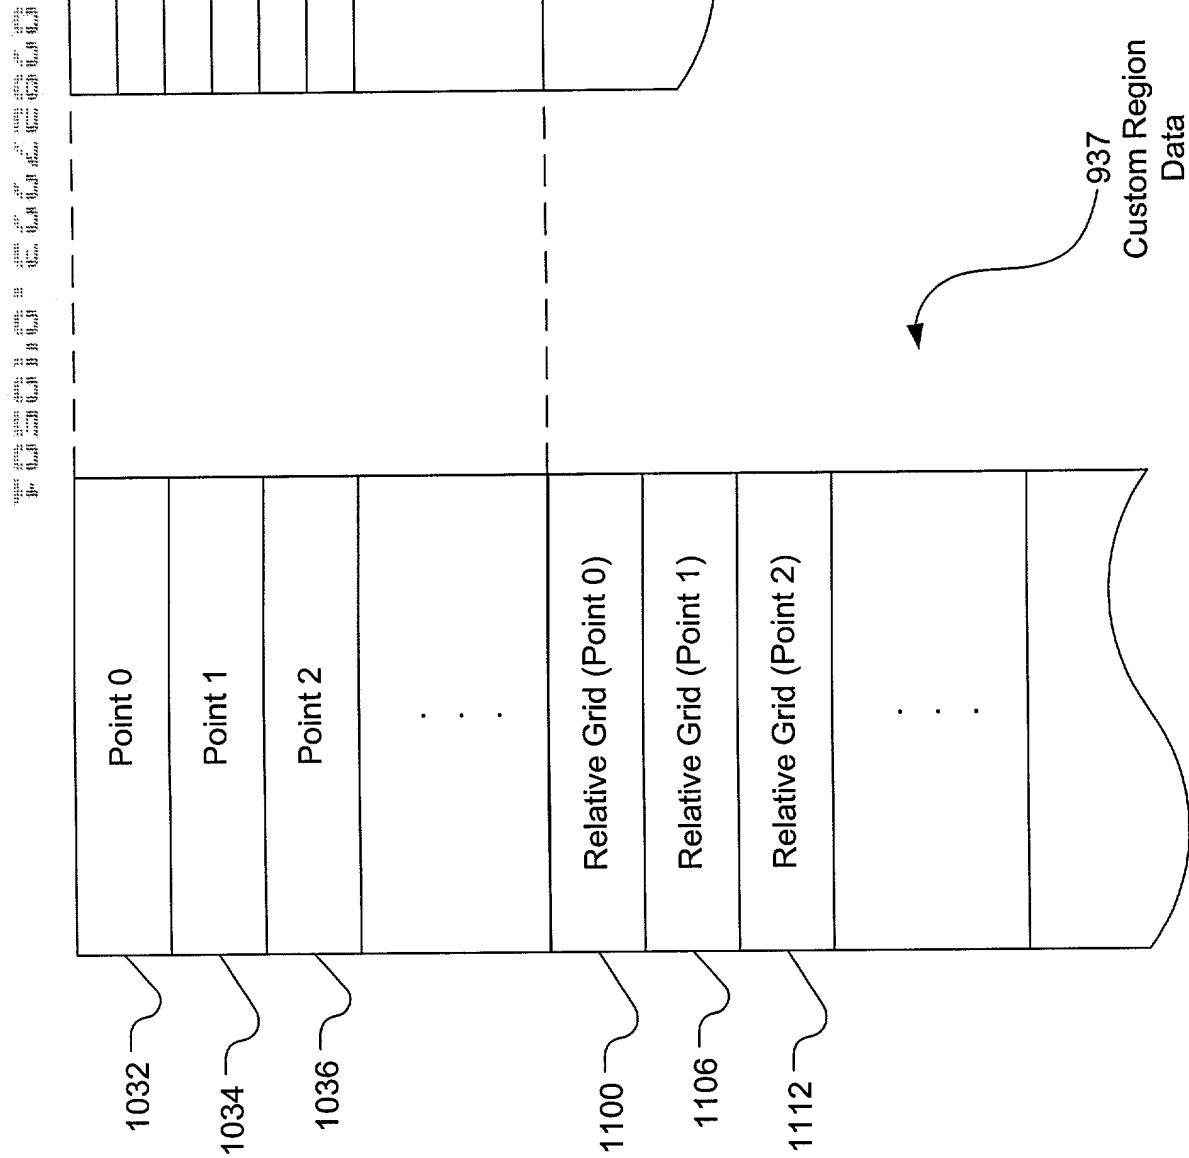 1032
Point 0
1034
Point 1
1036
Point 2
. . .
1100
Relative Grid (Point 0)
1106
Relative Grid (Point 1)
1112
Relative Grid (Point 2)
. . .
937
Custom Region
Data